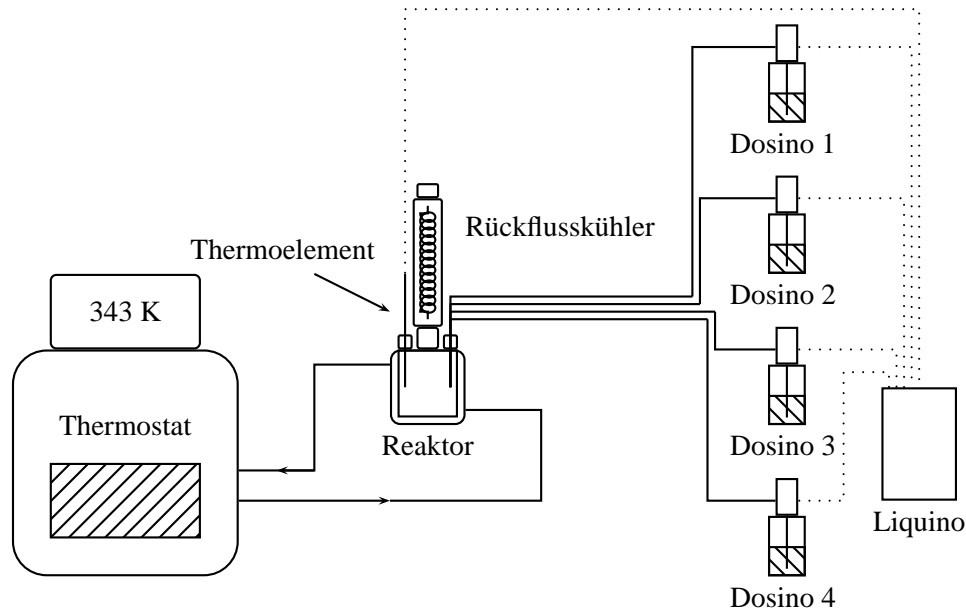 Dosino 1
Rückflusskühler
Thermoelement
Dosino 2
343 K
Thermostat
Reaktor
Dosino 3
Liquino
Dosino 4